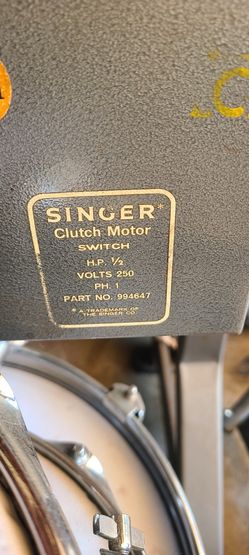 SINGER*
Clutch Motor
SWITCH
H.P. ½
VOLTS 250
PH. 1
PART NO. 994647
* A TRADEMARK OF
THE SINGER CO.